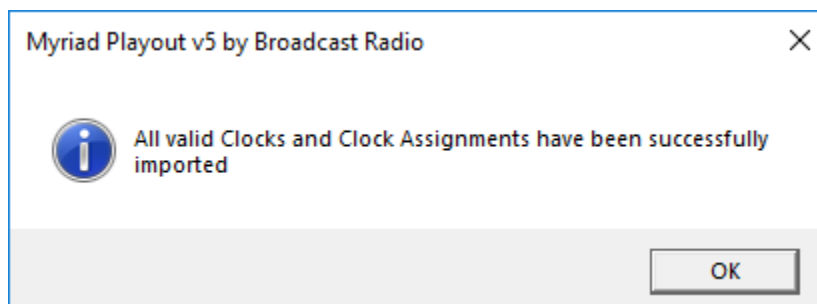 Myriad Playout v5 by Broadcast Radio
All valid Clocks and Clock Assignments have been successfully
imported
OK